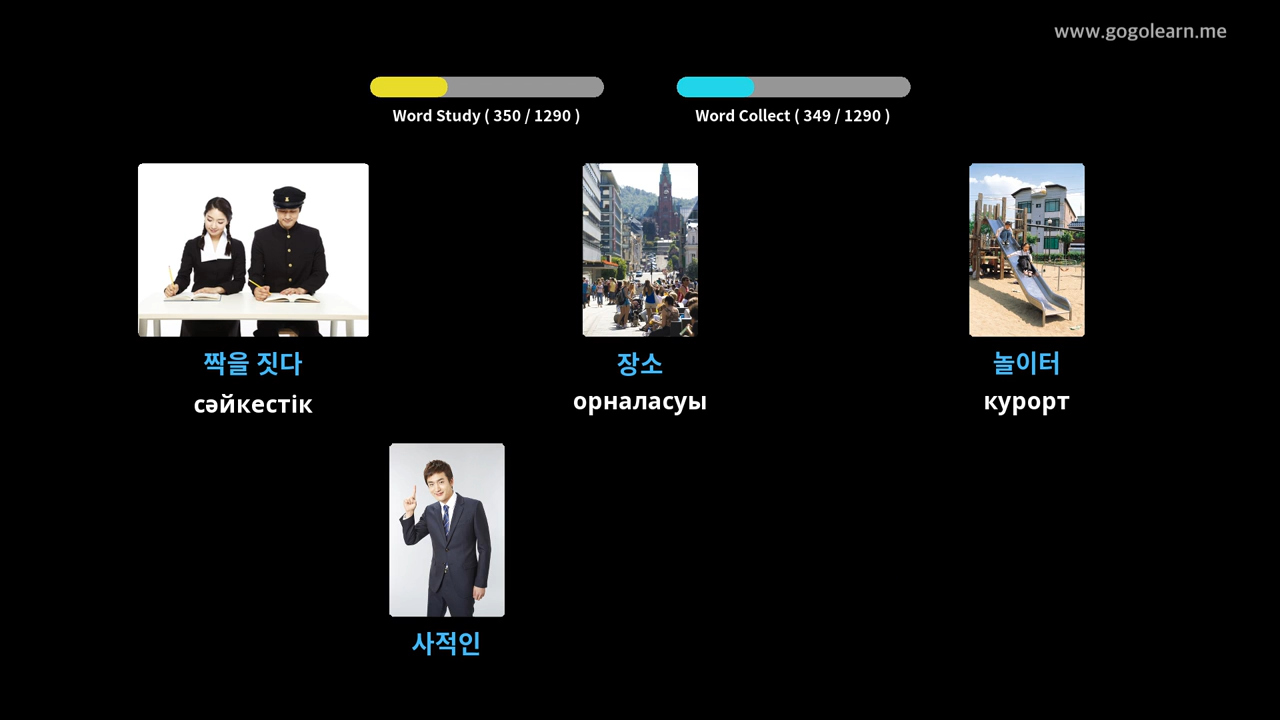 www.gogolearn.me
Word Study ( 350 / 1290 )
Word Collect ( 349 / 1290 )
짝을 짓다
сәйкестік
장소
орналасуы
놀이터
курорт
사적인